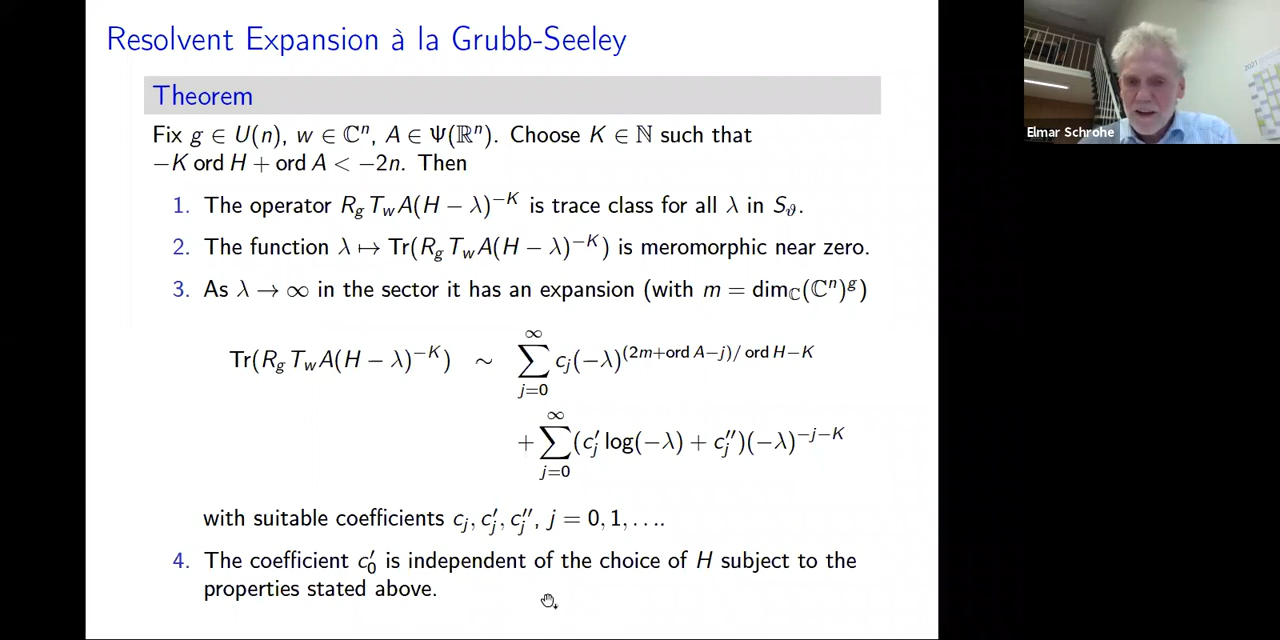 Resolvent Expansion à la Grubb-Seeley
Theorem
Fix g ∈ U(n), w ∈ ℂⁿ, A ∈ Ψ(ℝⁿ). Choose K ∈ ℕ such that
−K ord H + ord A < −2n. Then
1. The operator R_g T_w A(H − λ)^{−K} is trace class for all λ in S_ϑ.
2. The function λ ↦ Tr(R_g T_w A(H − λ)^{−K}) is meromorphic near zero.
3. As λ → ∞ in the sector it has an expansion (with m = dim_ℂ(ℂⁿ)^g)
Tr(R_g T_w A(H − λ)^{−K}) ∼ ∑_{j=0}^{∞} c_j(−λ)^{(2m+ord A−j)/ ord H−K}
+ ∑_{j=0}^{∞} (c′_j log(−λ) + c″_j)(−λ)^{−j−K}
with suitable coefficients c_j, c′_j, c″_j, j = 0, 1, . . . .
4. The coefficient c′_0 is independent of the choice of H subject to the
properties stated above.
Elmar Schrohe
2021